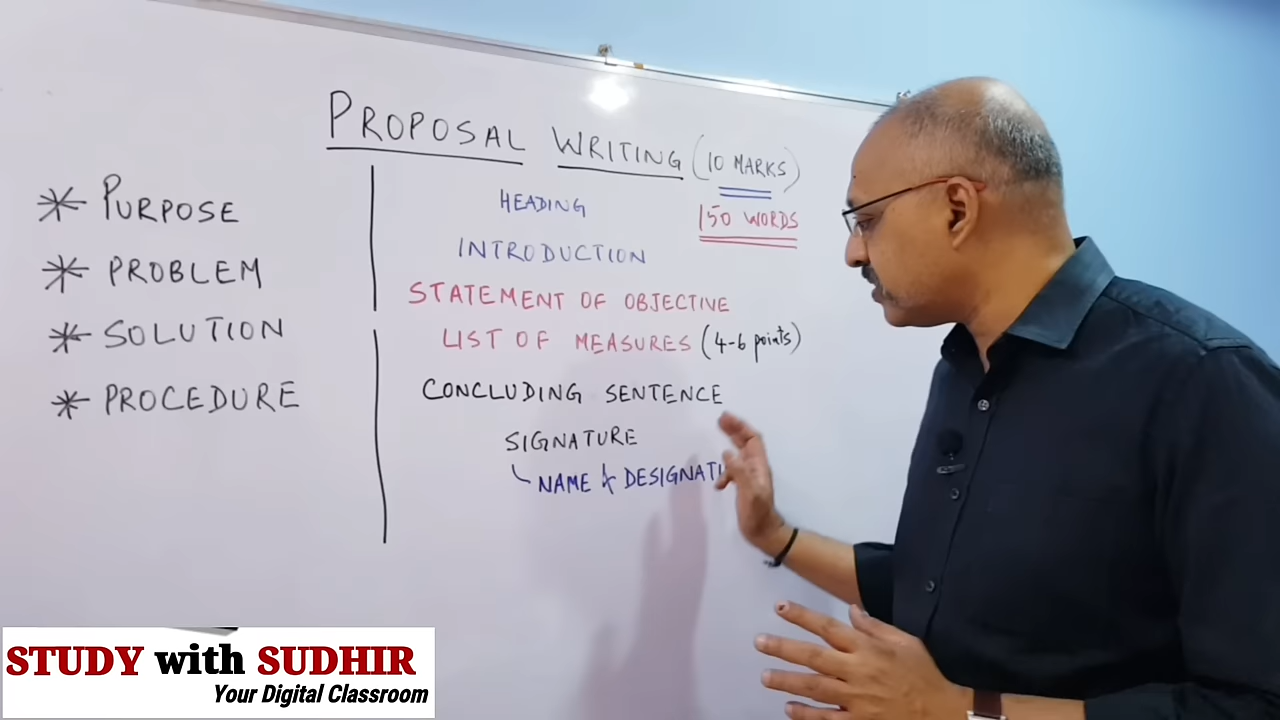 PROPOSAL WRITING (10 MARKS)
150 WORDS
* PURPOSE
* PROBLEM
* SOLUTION
* PROCEDURE
HEADING
INTRODUCTION
STATEMENT OF OBJECTIVE
LIST OF MEASURES (4-6 points)
CONCLUDING SENTENCE
SIGNATURE
NAME & DESIGNATI
STUDY with SUDHIR
Your Digital Classroom